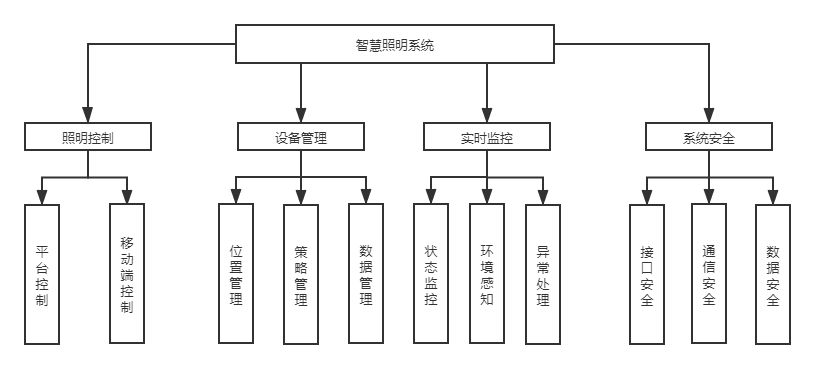 智慧照明系统
照明控制
设备管理
实时监控
系统安全
平台控制
移动端控制
位置管理
策略管理
数据管理
状态监控
环境感知
异常处理
接口安全
通信安全
数据安全